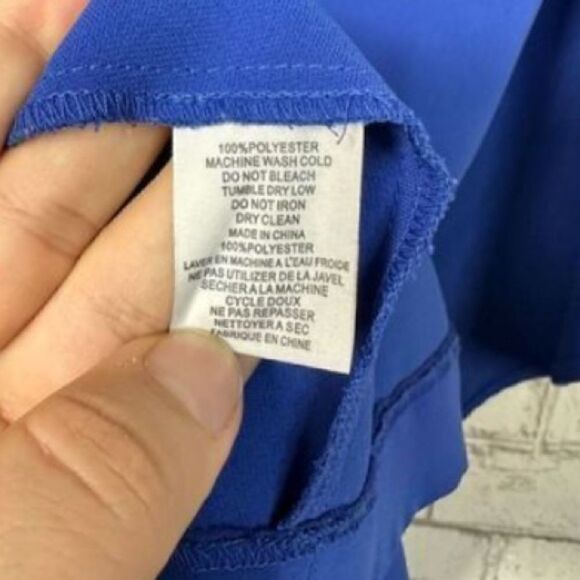 100%POLYESTER
MACHINE WASH COLD
DO NOT BLEACH
TUMBLE DRY LOW
DO NOT IRON
DRY CLEAN
MADE IN CHINA
100%POLYESTER
LAVER EN MACHINE A L'EAU FROIDE
NE PAS UTILIZER DE LA JAVEL
SECHER A LA MACHINE
CYCLE DOUX
NE PAS REPASSER
NETTOYER A SEC
FABRIQUE EN CHINE